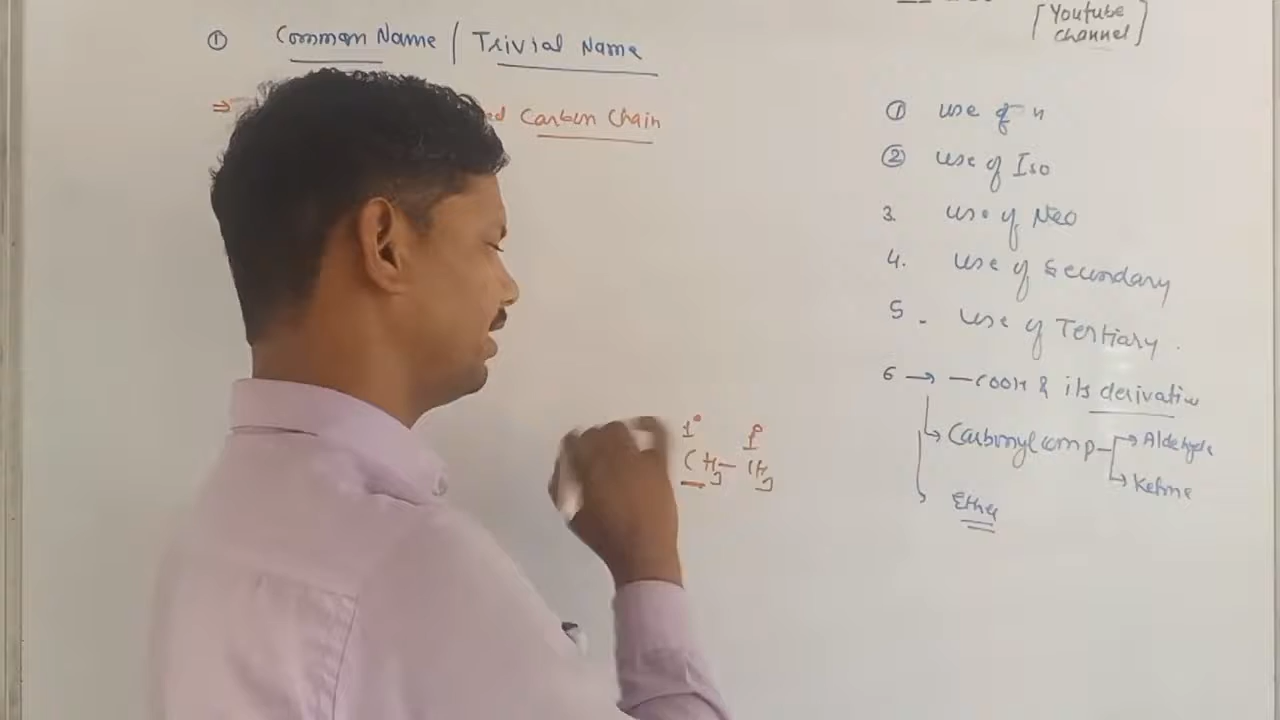 ① Common Name / Trivial Name
⇒ ed Carbon Chain
[Youtube
channel]
① use of n
② use of Iso
3. use of Neo
4. use of Secondary
5. use of Tertiary.
6 → -COOH & its derivative
↳ Carbonyl comp → Aldehyde
↳ Ketone
Ether
1° 1°
CH3 - CH3